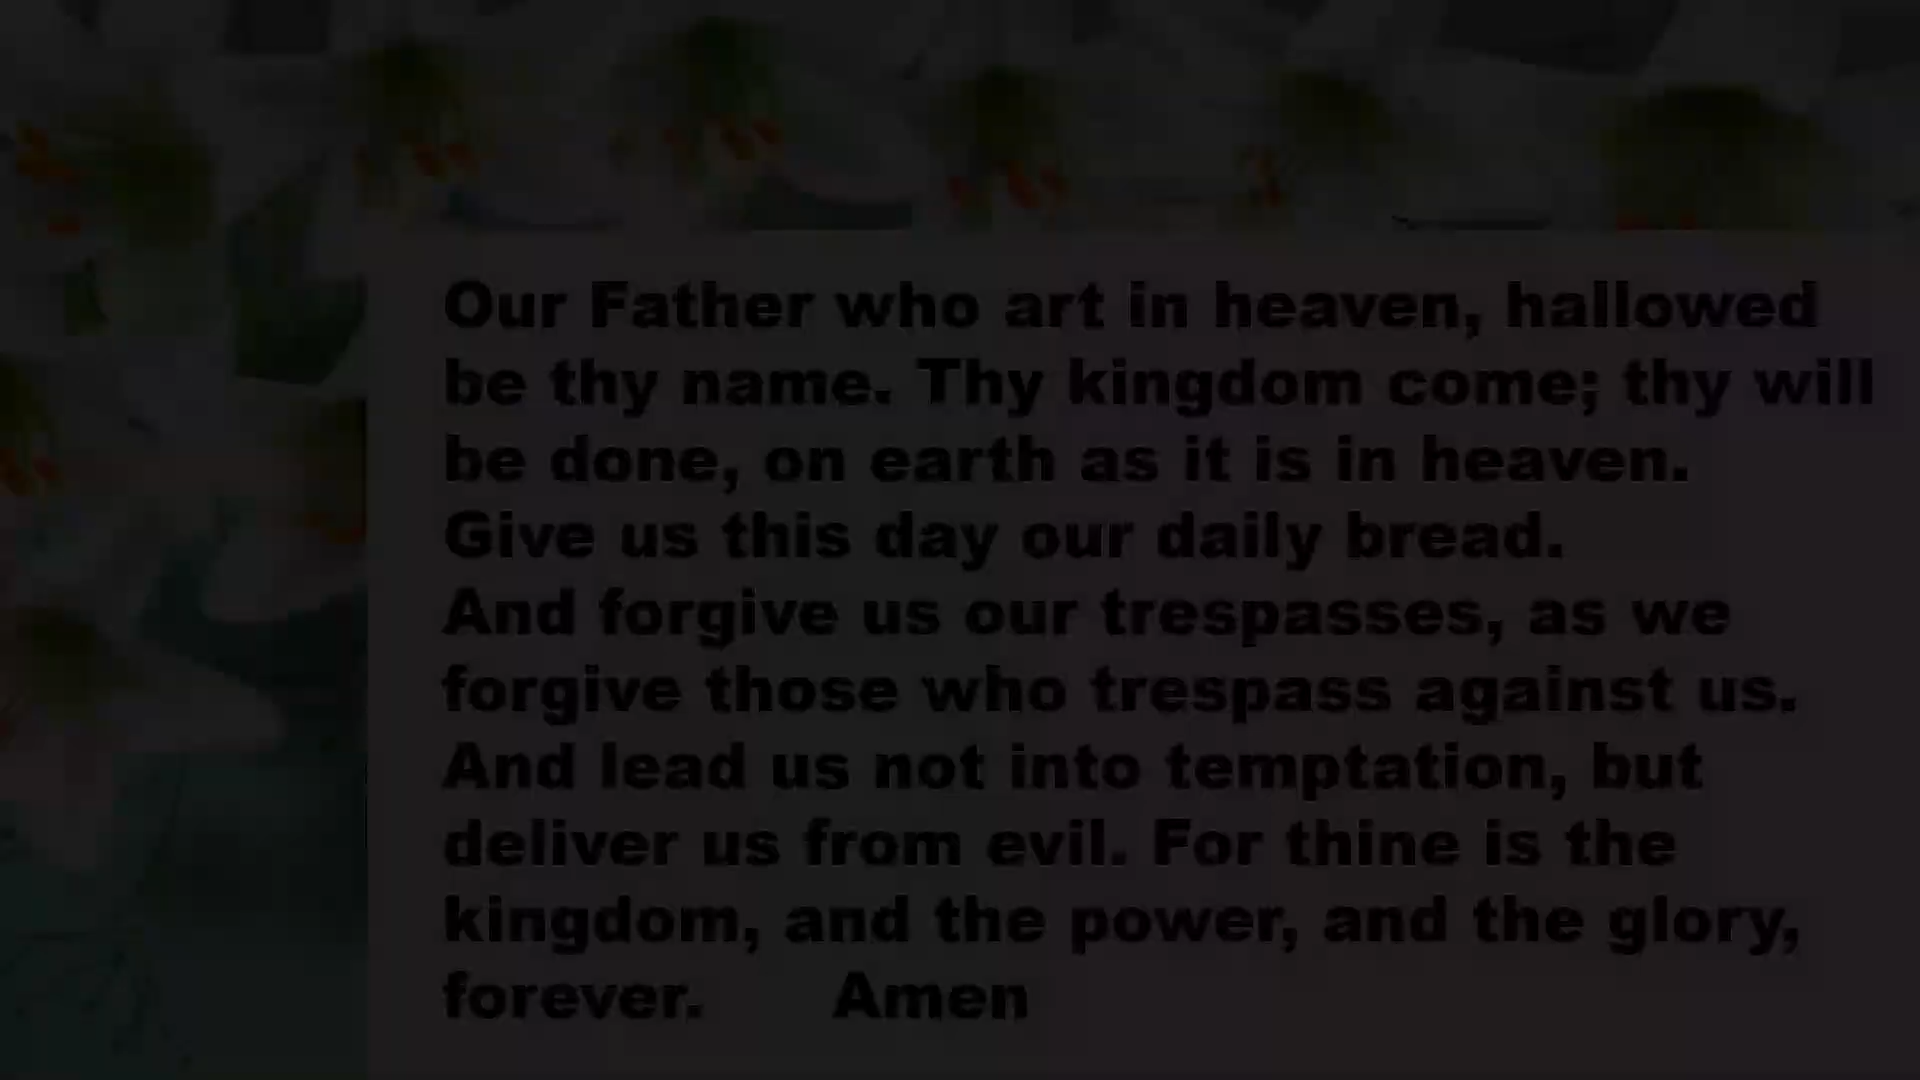 Our Father who art in heaven, hallowed
be thy name. Thy kingdom come; thy will
be done, on earth as it is in heaven.
Give us this day our daily bread.
And forgive us our trespasses, as we
forgive those who trespass against us.
And lead us not into temptation, but
deliver us from evil. For thine is the
kingdom, and the power, and the glory,
forever. Amen